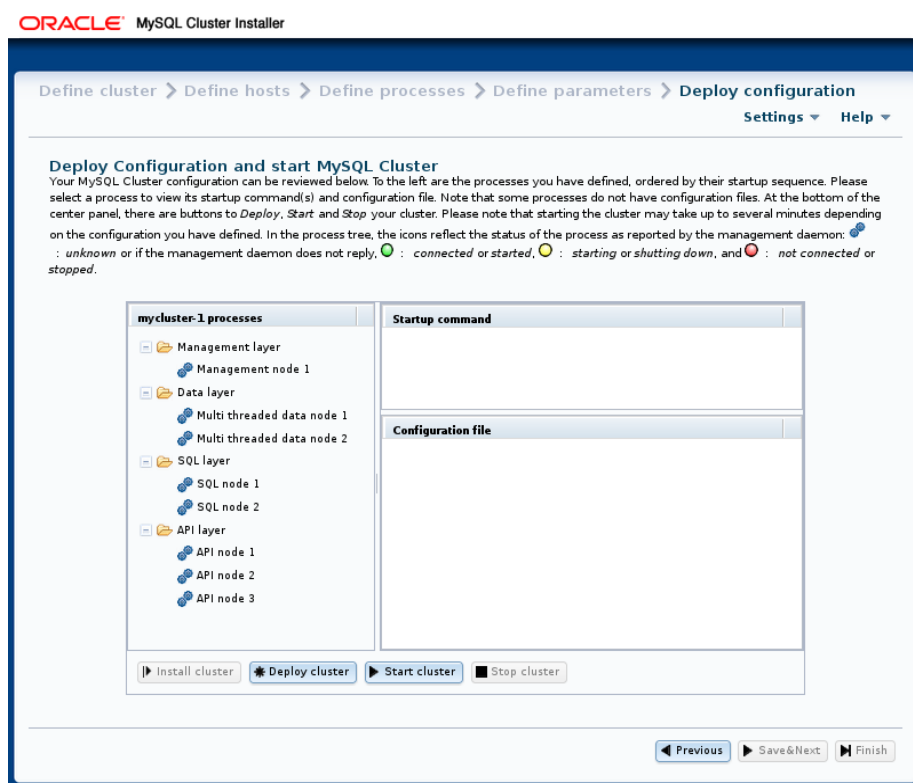 ORACLE® MySQL Cluster Installer
Define cluster > Define hosts > Define processes > Define parameters > Deploy configuration
Settings Help
Deploy Configuration and start MySQL Cluster
Your MySQL Cluster configuration can be reviewed below. To the left are the processes you have defined, ordered by their startup sequence. Please
select a process to view its startup command(s) and configuration file. Note that some processes do not have configuration files. At the bottom of the
center panel, there are buttons to Deploy, Start and Stop your cluster. Please note that starting the cluster may take up to several minutes depending
on the configuration you have defined. In the process tree, the icons reflect the status of the process as reported by the management daemon:
: unknown or if the management daemon does not reply, : connected or started, : starting or shutting down, and : not connected or
stopped.
mycluster-1 processes
Management layer
Management node 1
Data layer
Multi threaded data node 1
Multi threaded data node 2
SQL layer
SQL node 1
SQL node 2
API layer
API node 1
API node 2
API node 3
Startup command
Configuration file
Install cluster Deploy cluster Start cluster Stop cluster
Previous Save&Next Finish